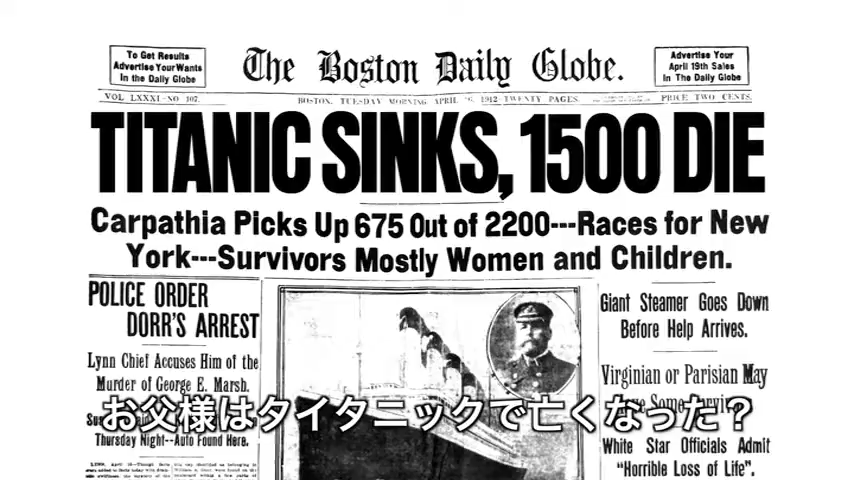 To Get Results
Advertise Your Wants
In the Daily Globe
The Boston Daily Globe.
Advertise Your
April 19th Sales
In The Daily Globe
VOL LXXXI-NO 107.
BOSTON, TUESDAY MORNING, APRIL 16, 1912-TWENTY PAGES.
PRICE TWO CENTS.
TITANIC SINKS, 1500 DIE
Carpathia Picks Up 675 Out of 2200---Races for New
York---Survivors Mostly Women and Children.
POLICE ORDER
DORR'S ARREST
Lynn Chief Accuses Him of the
Murder of George E. Marsh.
Thursday Night--Auto Found Here.
Giant Steamer Goes Down
Before Help Arrives.
Virginian or Parisian May
Some
White Star Officials Admit
"Horrible Loss of Life".
お父様はタイタニックで亡くなった？